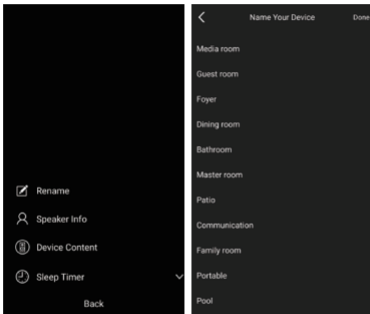 Rename
Speaker Info
Device Content
Sleep Timer
Back
Name Your Device Done
Media room
Guest room
Foyer
Dining room
Bathroom
Master room
Patio
Communication
Family room
Portable
Pool